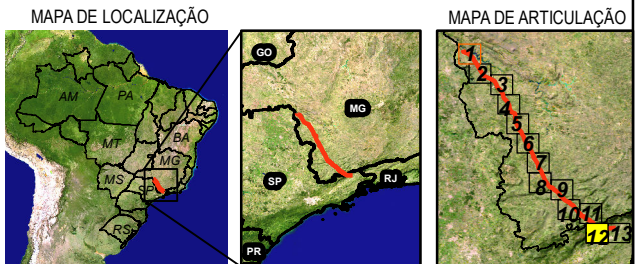 MAPA DE LOCALIZAÇÃO
AM
PA
MT
BA
MS
MG
SP
RS
GO
MG
SP
RJ
PR
MAPA DE ARTICULAÇÃO
1
2
3
4
5
6
7
8
9
10
11
12
13